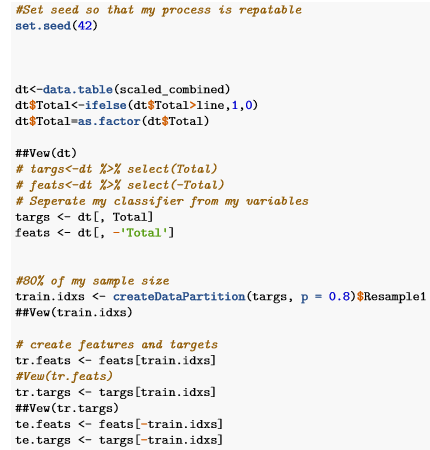 #Set seed so that my process is repatable
set.seed(42)
dt<-data.table(scaled_combined)
dt$Total<-ifelse(dt$Total>line,1,0)
dt$Total=as.factor(dt$Total)
##Vew(dt)
# targs<-dt %>% select(Total)
# feats<-dt %>% select(-Total)
# Seperate my classifier from my variables
targs <- dt[, Total]
feats <- dt[, -'Total']
#80% of my sample size
train.idxs <- createDataPartition(targs, p = 0.8)$Resample1
##Vew(train.idxs)
# create features and targets
tr.feats <- feats[train.idxs]
#Vew(tr.feats)
tr.targs <- targs[train.idxs]
##Vew(tr.targs)
te.feats <- feats[-train.idxs]
te.targs <- targs[-train.idxs]